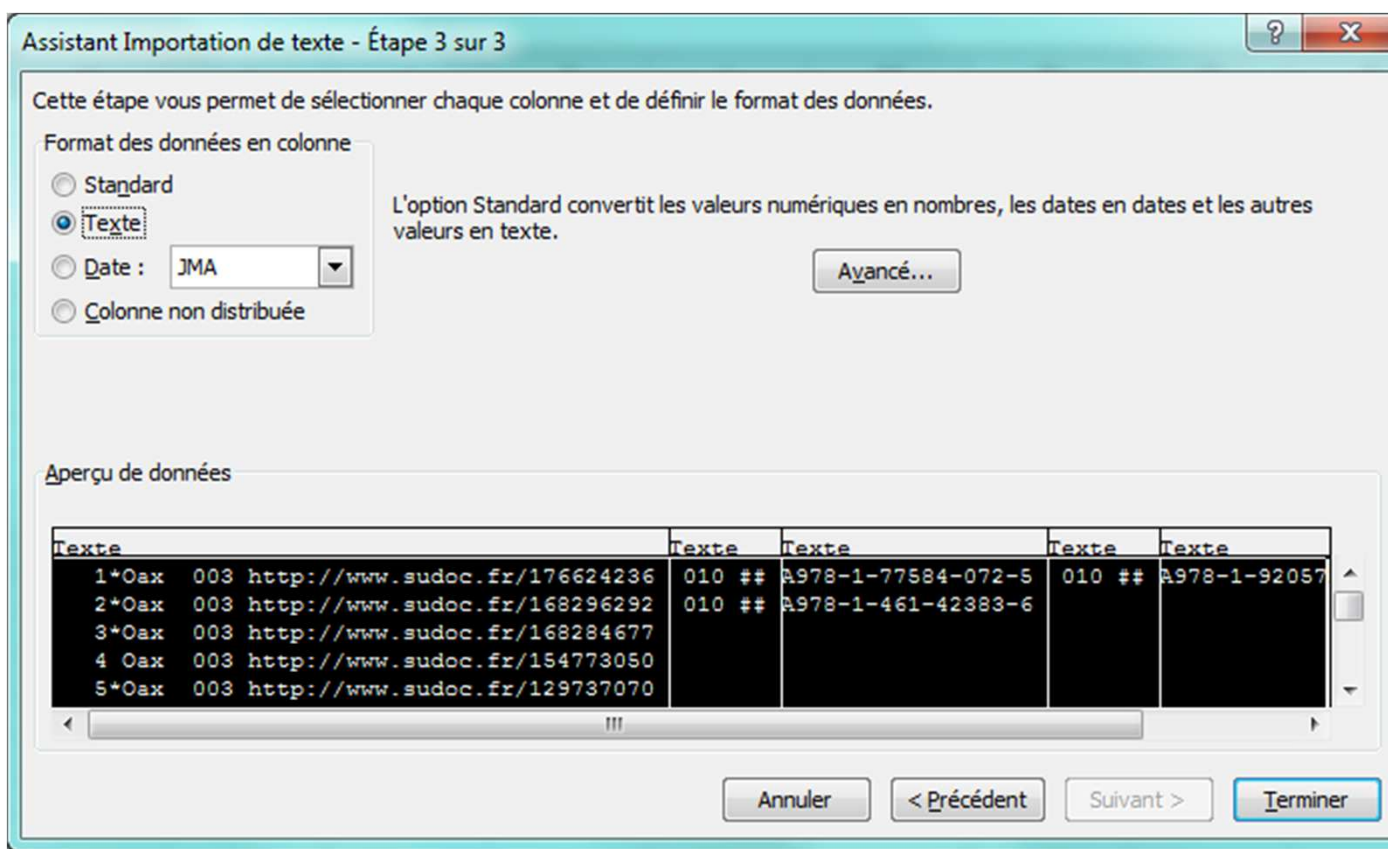 Assistant Importation de texte - Étape 3 sur 3
Cette étape vous permet de sélectionner chaque colonne et de définir le format des données.
Format des données en colonne
Standard
Texte
Date : JMA
Colonne non distribuée
L'option Standard convertit les valeurs numériques en nombres, les dates en dates et les autres
valeurs en texte.
Avancé...
Aperçu de données
Texte Texte Texte Texte Texte
1*Oax 003 http://www.sudoc.fr/176624236 010 ## A978-1-77584-072-5 010 ## A978-1-92057
2*Oax 003 http://www.sudoc.fr/168296292 010 ## A978-1-461-42383-6
3*Oax 003 http://www.sudoc.fr/168284677
4 Oax 003 http://www.sudoc.fr/154773050
5*Oax 003 http://www.sudoc.fr/129737070
Annuler < Précédent Suivant > Terminer